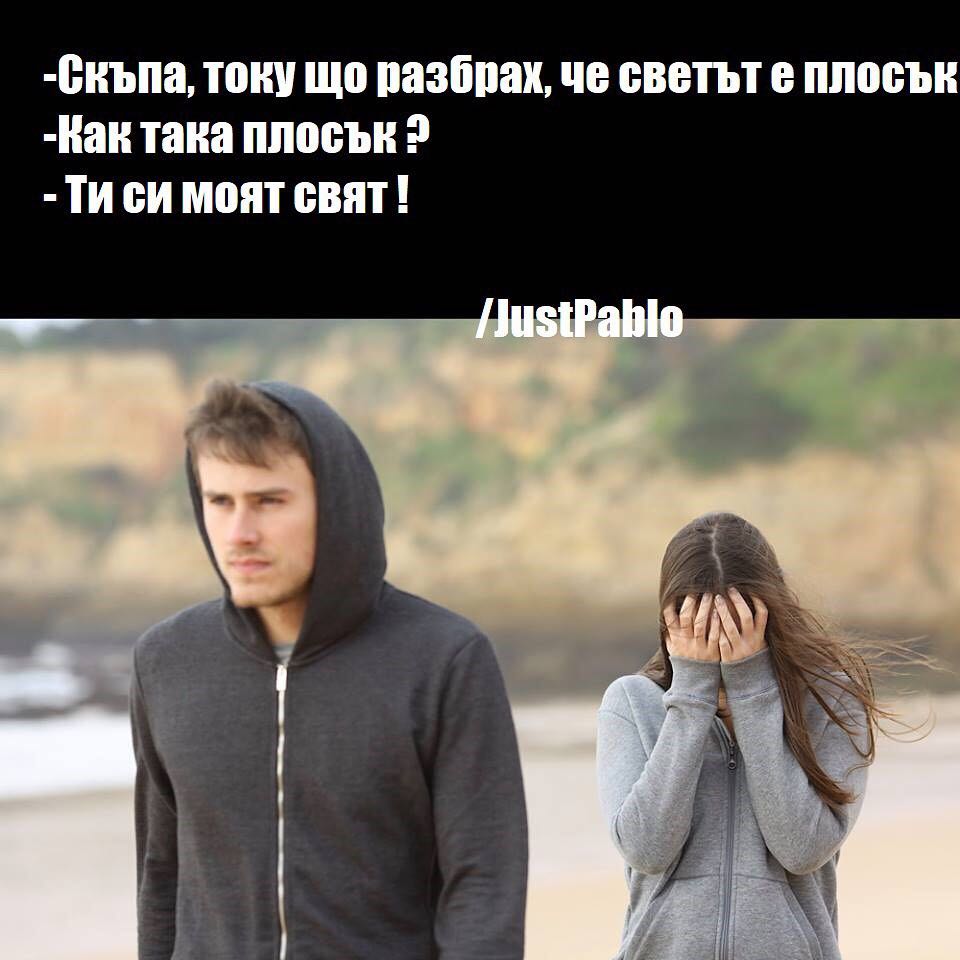 -Скъпа, току що разбрах, че светът е плосък
-Как така плосък ?
- Ти си моят свят !
/JustPablo